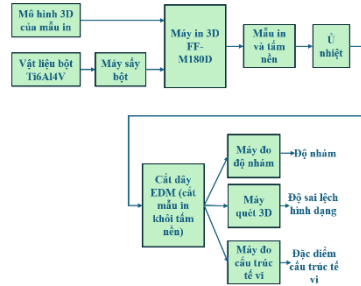 Mô hình 3D
của mẫu in
Vật liệu bột
Ti6Al4V
Máy sấy
bột
Máy in 3D
FF-
M180D
Mẫu in
và tấm
nền
Ủ
nhiệt
Cắt dây
EDM (cắt
mẫu in
khỏi tấm
nền)
Máy đo
độ nhám
Độ nhám
Máy
quét 3D
Độ sai lệch
hình dạng
Máy đo
cấu trúc
tế vi
Đặc điểm
cấu trúc tế
vi